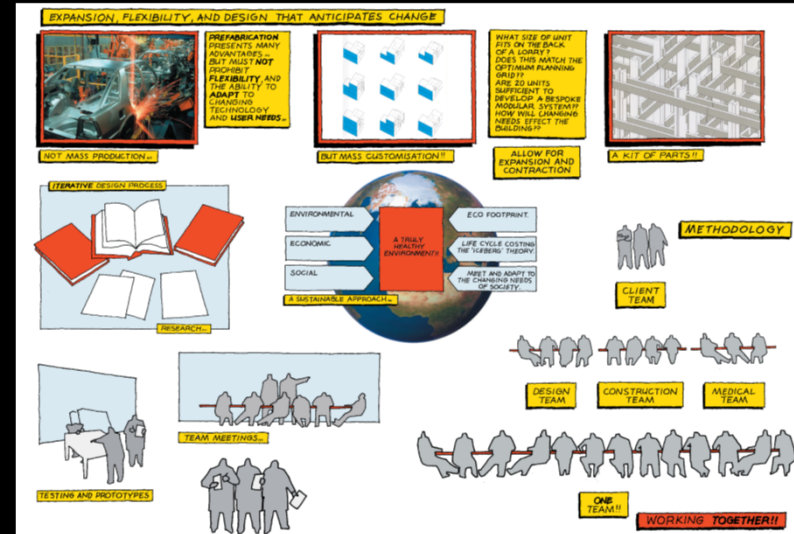 EXPANSION, FLEXIBILITY, AND DESIGN THAT ANTICIPATES CHANGE
PREFABRICATION
PRESENTS MANY
ADVANTAGES..
BUT MUST NOT
PROHIBIT
FLEXIBILITY, AND
THE ABILITY TO
ADAPT TO
CHANGING
TECHNOLOGY
AND USER NEEDS..
WHAT SIZE OF UNIT
FITS ON THE BACK
OF A LORRY?
DOES THIS MATCH THE
OPTIMUM PLANNING
GRID??
ARE 20 UNITS
SUFFICIENT TO
DEVELOP A BESPOKE
MODULAR SYSTEM??
HOW WILL CHANGING
NEEDS EFFECT THE
BUILDING??
NOT MASS PRODUCTION..
BUT MASS CUSTOMISATION!!
ALLOW FOR
EXPANSION AND
CONTRACTION
A KIT OF PARTS!!
ITERATIVE DESIGN PROCESS
RESEARCH..
ENVIRONMENTAL
ECONOMIC
SOCIAL
A TRULY
HEALTHY
ENVIRONMENT!!
ECO FOOTPRINT.
LIFE CYCLE COSTING
THE 'ICEBERG' THEORY.
MEET AND ADAPT TO
THE CHANGING NEEDS
OF SOCIETY.
A SUSTAINABLE APPROACH..
METHODOLOGY
CLIENT
TEAM
DESIGN
TEAM
CONSTRUCTION
TEAM
MEDICAL
TEAM
TEAM MEETINGS..
TESTING AND PROTOTYPES
ONE
TEAM!!
WORKING TOGETHER!!